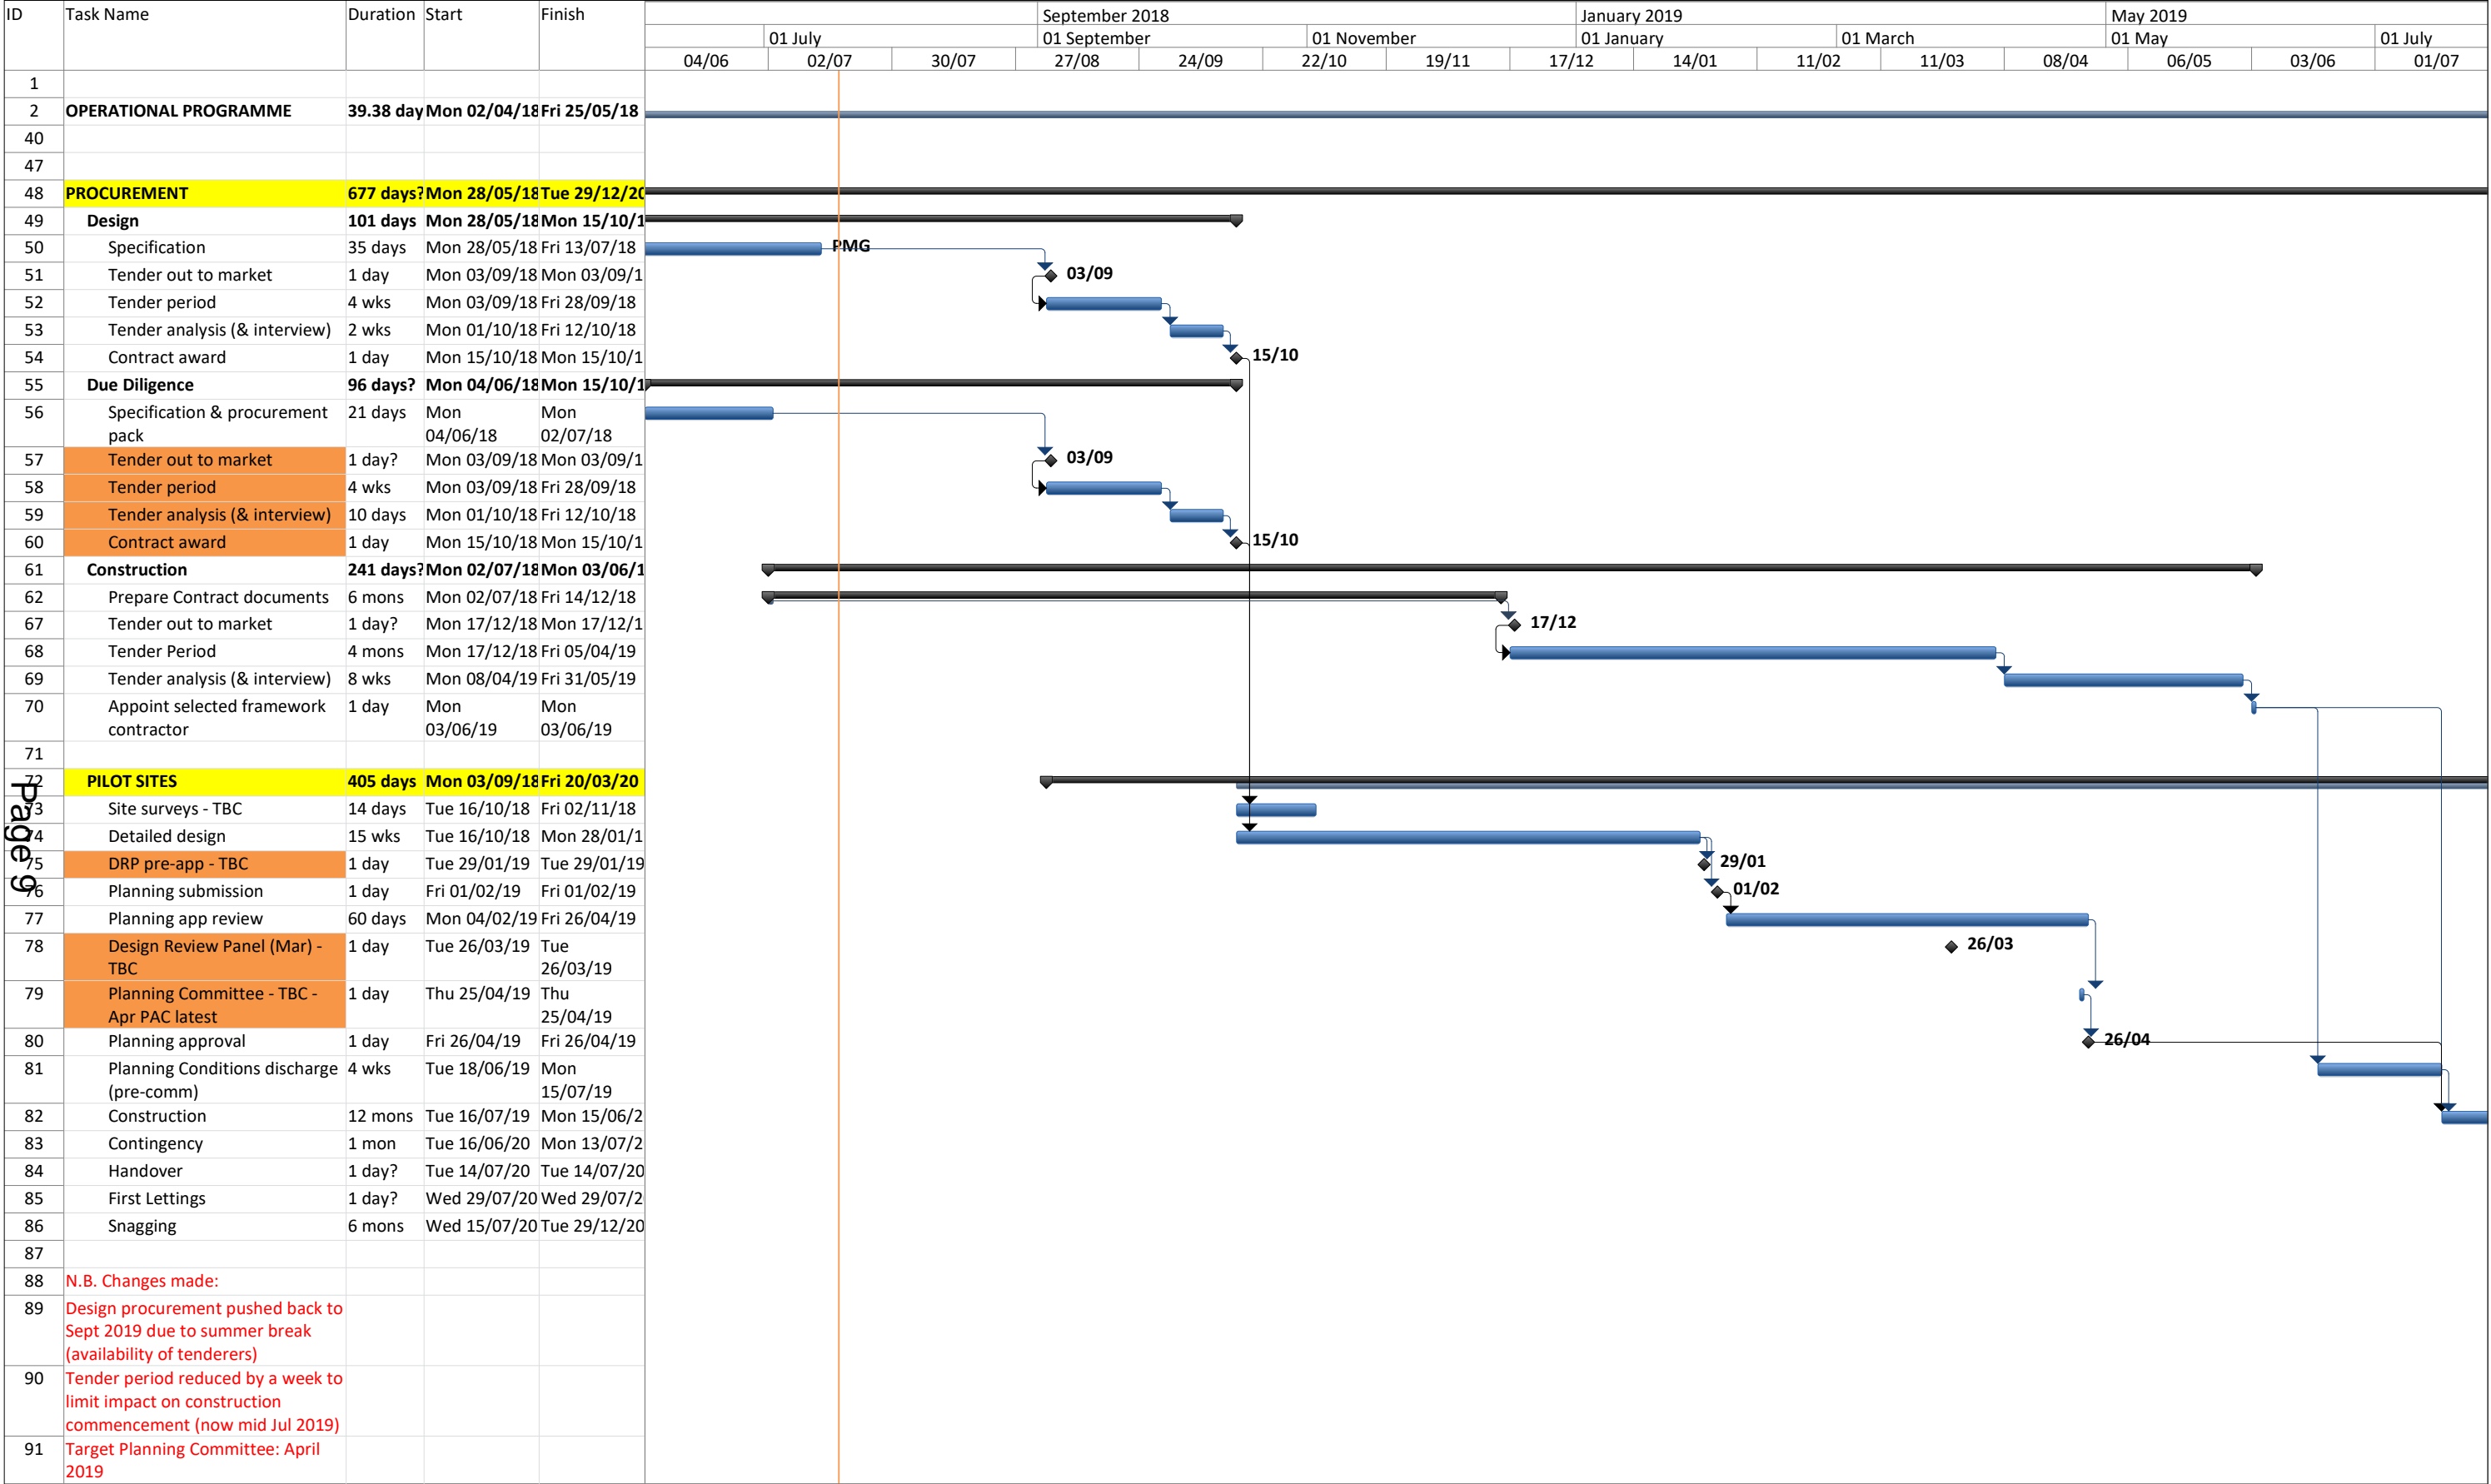 ID Task Name Duration Start Finish
September 2018 January 2019 May 2019
01 July 01 September 01 November 01 January 01 March 01 May 01 July
04/06 02/07 30/07 27/08 24/09 22/10 19/11 17/12 14/01 11/02 11/03 08/04 06/05 03/06 01/07
1
2 OPERATIONAL PROGRAMME 39.38 day Mon 02/04/18 Fri 25/05/18
40
47
48 PROCUREMENT 677 days? Mon 28/05/18 Tue 29/12/20
49 Design 101 days Mon 28/05/18 Mon 15/10/1
50 Specification 35 days Mon 28/05/18 Fri 13/07/18 PMG
51 Tender out to market 1 day Mon 03/09/18 Mon 03/09/1 03/09
52 Tender period 4 wks Mon 03/09/18 Fri 28/09/18
53 Tender analysis (& interview) 2 wks Mon 01/10/18 Fri 12/10/18
54 Contract award 1 day Mon 15/10/18 Mon 15/10/1 15/10
55 Due Diligence 96 days? Mon 04/06/18 Mon 15/10/1
56 Specification & procurement 21 days Mon Mon
pack 04/06/18 02/07/18
57 Tender out to market 1 day? Mon 03/09/18 Mon 03/09/1 03/09
58 Tender period 4 wks Mon 03/09/18 Fri 28/09/18
59 Tender analysis (& interview) 10 days Mon 01/10/18 Fri 12/10/18
60 Contract award 1 day Mon 15/10/18 Mon 15/10/1 15/10
61 Construction 241 days? Mon 02/07/18 Mon 03/06/1
62 Prepare Contract documents 6 mons Mon 02/07/18 Fri 14/12/18
67 Tender out to market 1 day? Mon 17/12/18 Mon 17/12/1 17/12
68 Tender Period 4 mons Mon 17/12/18 Fri 05/04/19
69 Tender analysis (& interview) 8 wks Mon 08/04/19 Fri 31/05/19
70 Appoint selected framework 1 day Mon Mon
contractor 03/06/19 03/06/19
71
72 PILOT SITES 405 days Mon 03/09/18 Fri 20/03/20
73 Site surveys - TBC 14 days Tue 16/10/18 Fri 02/11/18
74 Detailed design 15 wks Tue 16/10/18 Mon 28/01/1
75 DRP pre-app - TBC 1 day Tue 29/01/19 Tue 29/01/19 29/01
76 Planning submission 1 day Fri 01/02/19 Fri 01/02/19 01/02
77 Planning app review 60 days Mon 04/02/19 Fri 26/04/19
78 Design Review Panel (Mar) - 1 day Tue 26/03/19 Tue 26/03
TBC 26/03/19
79 Planning Committee - TBC - 1 day Thu 25/04/19 Thu
Apr PAC latest 25/04/19
80 Planning approval 1 day Fri 26/04/19 Fri 26/04/19 26/04
81 Planning Conditions discharge 4 wks Tue 18/06/19 Mon
(pre-comm) 15/07/19
82 Construction 12 mons Tue 16/07/19 Mon 15/06/2
83 Contingency 1 mon Tue 16/06/20 Mon 13/07/2
84 Handover 1 day? Tue 14/07/20 Tue 14/07/20
85 First Lettings 1 day? Wed 29/07/20 Wed 29/07/2
86 Snagging 6 mons Wed 15/07/20 Tue 29/12/20
87
88 N.B. Changes made:
89 Design procurement pushed back to
Sept 2019 due to summer break
(availability of tenderers)
90 Tender period reduced by a week to
limit impact on construction
commencement (now mid Jul 2019)
91 Target Planning Committee: April
2019
Page 9